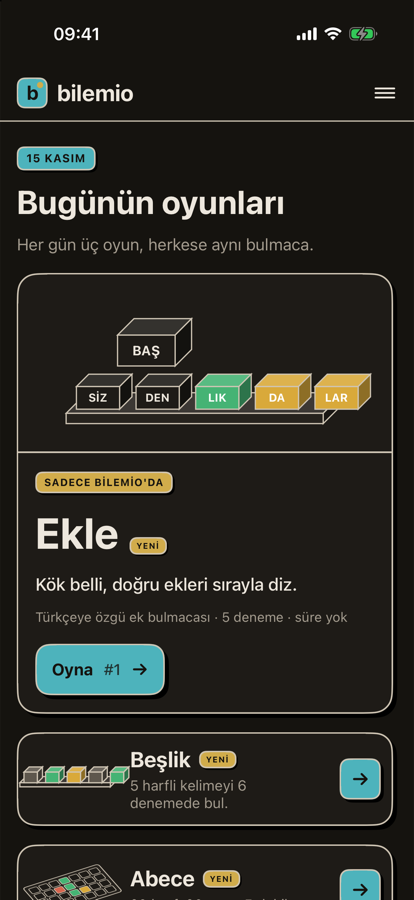 09:41
b bilemio
15 KASIM
Bugünün oyunları
Her gün üç oyun, herkese aynı bulmaca.
BAŞ
SİZ DEN LIK DA LAR
SADECE BİLEMİO'DA
Ekle YENİ
Kök belli, doğru ekleri sırayla diz.
Türkçeye özgü ek bulmacası · 5 deneme · süre yok
Oyna #1 →
Beşlik YENİ
5 harfli kelimeyi 6
denemede bul.
→
Abece YENİ
→